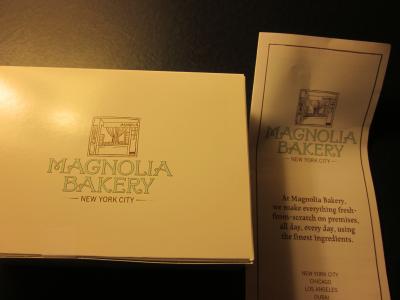 MAGNOLIA
BAKERY
NEW YORK CITY
MAGNOLIA
BAKERY
NEW YORK CITY
At Magnolia Bakery,
we make everything fresh-
from-scratch on premises,
all day, every day, using
the finest ingredients.
NEW YORK CITY
CHICAGO
LOS ANGELES
DUBAI